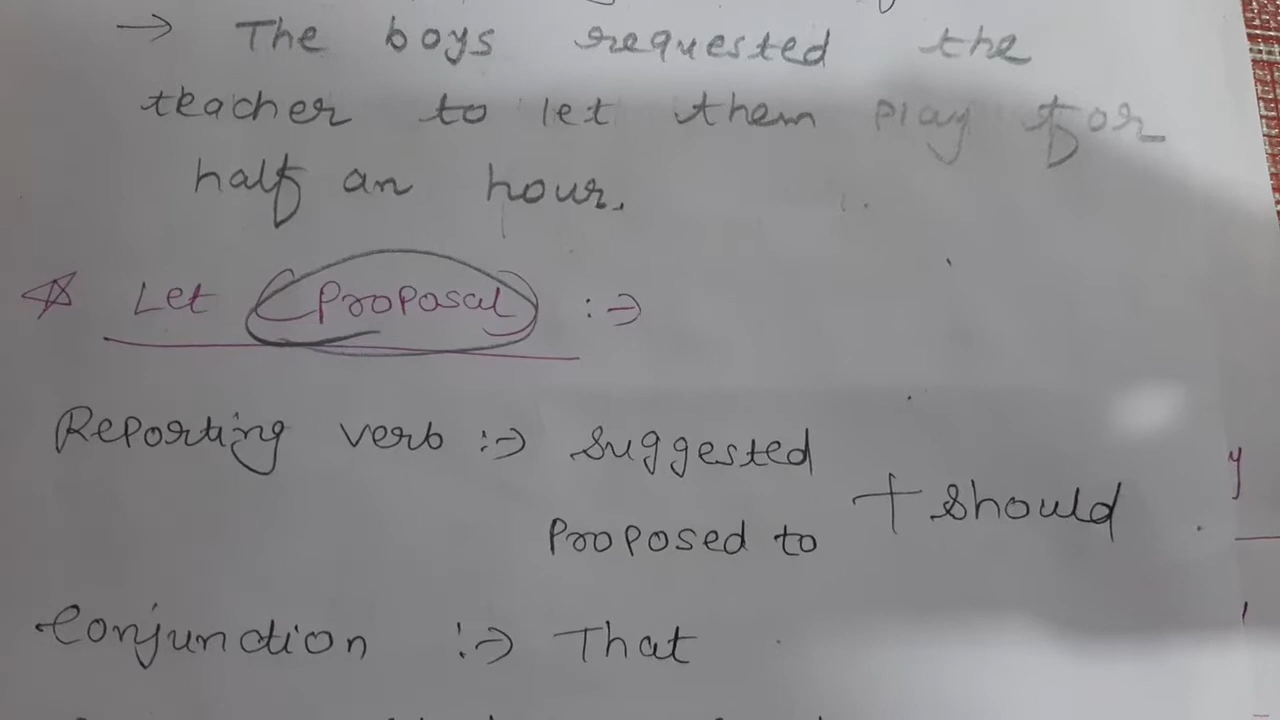 → The boys requested the
teacher to let them play for
half an hour.
☆ Let (Proposal) :→
Reporting verb :→ suggested
Proposed to + should
Conjunction :→ That